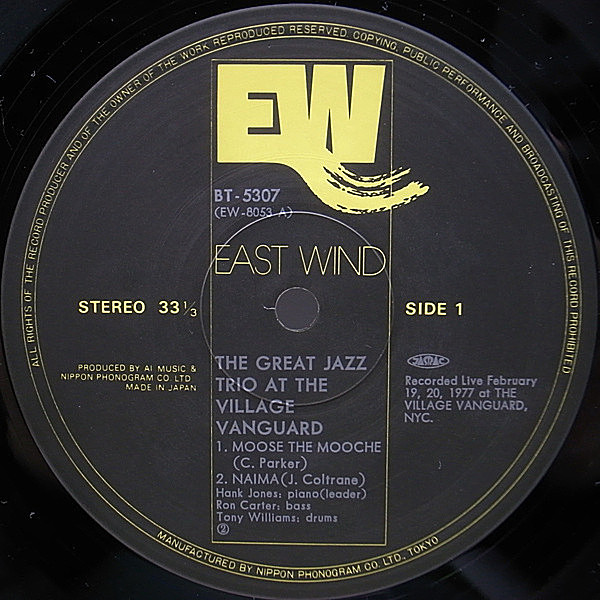 ALL RIGHTS OF THE RECORD PRODUCER AND OF THE OWNER OF THE WORK REPRODUCED RESERVED. COPYING, PUBLIC PERFORMANCE AND BROADCASTING OF THIS RECORD PROHIBITED
EW
BT-5307
(EW-8053 A)
EAST WIND
STEREO 33 1/3
SIDE 1
PRODUCED BY AI MUSIC &
NIPPON PHONOGRAM CO. LTD.
MADE IN JAPAN
THE GREAT JAZZ
TRIO AT THE
VILLAGE
VANGUARD
1. MOOSE THE MOOCHE
(C. Parker)
2. NAIMA (J. Coltrane)
Hank Jones: piano(leader)
Ron Carter: bass
Tony Williams: drums
②
JASRAC
Recorded Live February
19, 20, 1977 at THE
VILLAGE VANGUARD,
NYC.
MANUFACTURED BY NIPPON PHONOGRAM CO. LTD., TOKYO